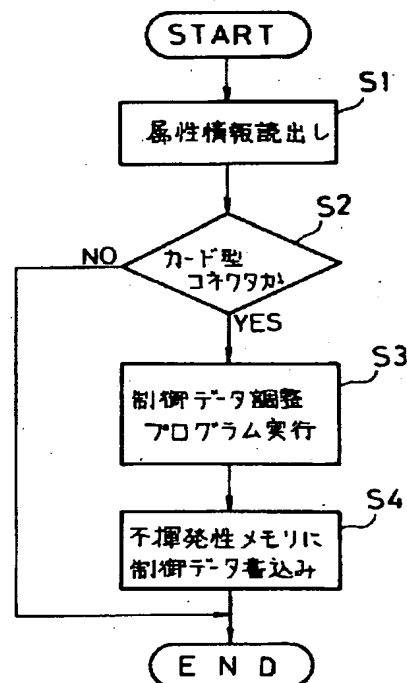 START
S1
属性情報読出し
S2
NO
カード型
コネクタか
YES
S3
制御データ調整
プログラム実行
S4
不揮発性メモリに
制御データ書込み
END